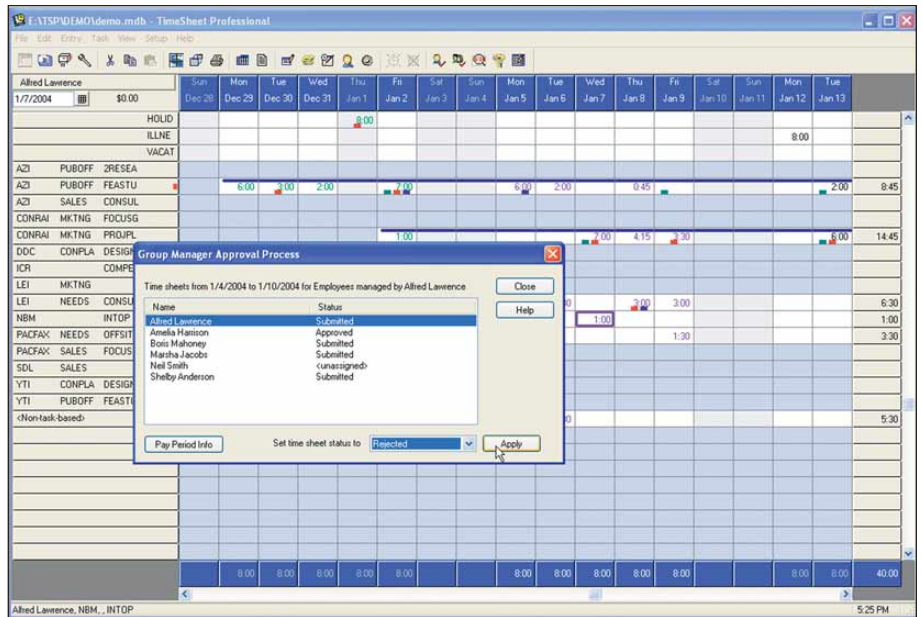 E:\TSP\DEMO\demo.mdb - TimeSheet Professional
File Edit Entry Task View Setup Help
Alfred Lawrence Sun Mon Tue Wed Thu Fri Sat Sun Mon Tue Wed Thu Fri Sat Sun Mon Tue
1/7/2004 $0.00 Dec 28 Dec 29 Dec 30 Dec 31 Jan 1 Jan 2 Jan 3 Jan 4 Jan 5 Jan 6 Jan 7 Jan 8 Jan 9 Jan 10 Jan 11 Jan 12 Jan 13
HOLID 8:00
ILLNE 8:00
VACAT
AZI PUBOFF 2RESEA
AZI PUBOFF FEASTU 6:00 3:00 2:00 7:00 6:00 2:00 0:45 2:00 8:45
AZI SALES CONSUL
CONRAI MKTNG FOCUSG
CONRAI MKTNG PROJPL 1:00 7:00 4:15 3:30 6:00 14:45
DDC CONPLA DESIGN
ICR COMPE
LEI MKTNG
LEI NEEDS CONSU 3:00 3:00 6:30
NBM INTOP 1:00 1:00
PACFAX NEEDS OFFSIT 1:30 3:30
PACFAX SALES FOCUS
SDL SALES
YTI CONPLA DESIGN
YTI PUBOFF FEASTU
<Non-task-based> 5:30
Group Manager Approval Process
Time sheets from 1/4/2004 to 1/10/2004 for Employees managed by Alfred Lawrence
Close
Help
Name Status
Alfred Lawrence Submitted
Amelia Harrison Approved
Boris Mahoney Submitted
Marsha Jacobs Submitted
Neil Smith <unassigned>
Shelby Anderson Submitted
Pay Period Info Set time sheet status to Rejected Apply
8:00 8:00 8:00 8:00 8:00 8:00 8:00 8:00 8:00 8:00 8:00 8:00 40:00
Alfred Lawrence, NBM, , INTOP 5:25 PM